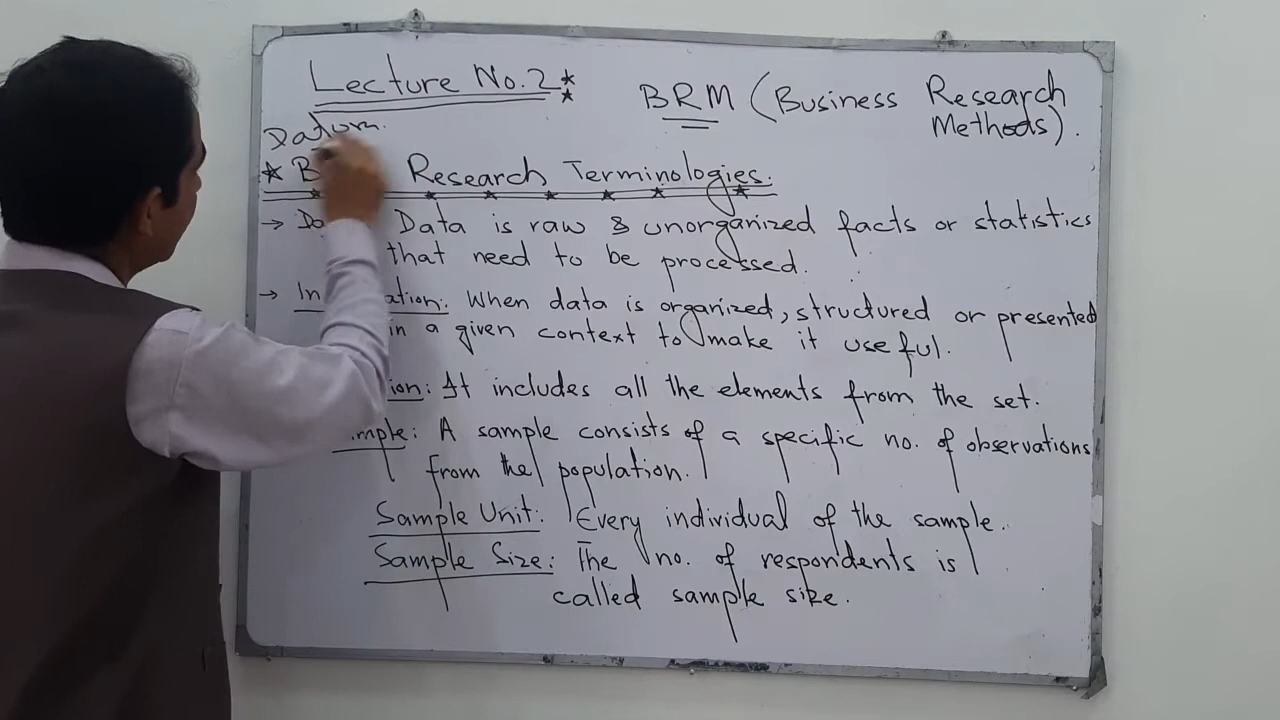 Lecture No. 2
BRM (Business Research
Methods).
Datum.
Research Terminologies.
Data is raw & unorganized facts or statistics
that need to be processed.
When data is organized, structured or presented
in a given context to make it useful.
It includes all the elements from the set.
A sample consists of a specific no. of observations
from the population.
Sample Unit: Every individual of the sample.
Sample Size: The no. of respondents is
called sample size.